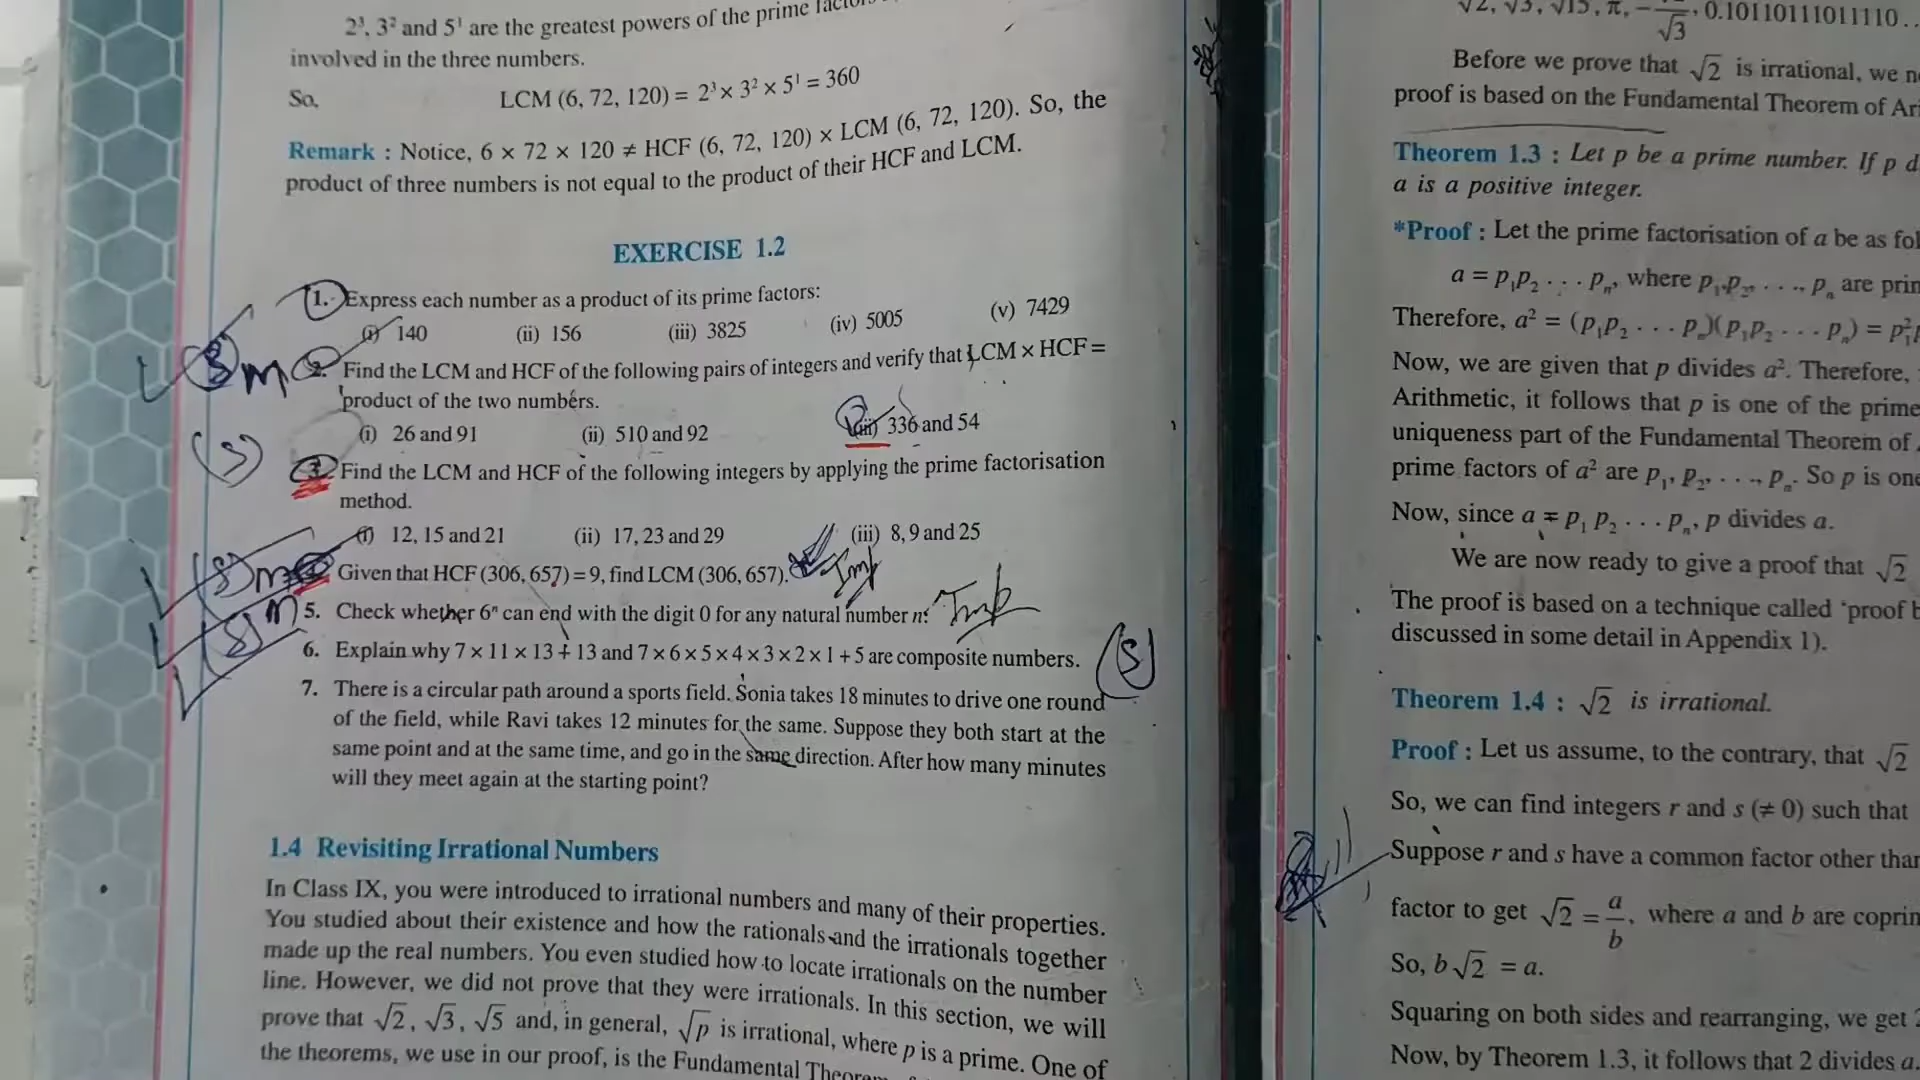 2³, 3² and 5¹ are the greatest powers of the prime
involved in the three numbers.
So, LCM (6, 72, 120) = 2³ × 3² × 5¹ = 360
Remark : Notice, 6 × 72 × 120 ≠ HCF (6, 72, 120) × LCM (6, 72, 120). So, the
product of three numbers is not equal to the product of their HCF and LCM.
EXERCISE 1.2
1. Express each number as a product of its prime factors:
(i) 140 (ii) 156 (iii) 3825 (iv) 5005 (v) 7429
2. Find the LCM and HCF of the following pairs of integers and verify that LCM × HCF =
product of the two numbers.
(i) 26 and 91 (ii) 510 and 92 (iii) 336 and 54
(S)
3. Find the LCM and HCF of the following integers by applying the prime factorisation
method.
(i) 12, 15 and 21 (ii) 17, 23 and 29 (iii) 8, 9 and 25
Given that HCF (306, 657) = 9, find LCM (306, 657). Imp
5. Check whether 6ⁿ can end with the digit 0 for any natural number n. Imp
6. Explain why 7 × 11 × 13 + 13 and 7 × 6 × 5 × 4 × 3 × 2 × 1 + 5 are composite numbers. (S)
7. There is a circular path around a sports field. Sonia takes 18 minutes to drive one round
of the field, while Ravi takes 12 minutes for the same. Suppose they both start at the
same point and at the same time, and go in the same direction. After how many minutes
will they meet again at the starting point?
1.4 Revisiting Irrational Numbers
In Class IX, you were introduced to irrational numbers and many of their properties.
You studied about their existence and how the rationals and the irrationals together
made up the real numbers. You even studied how to locate irrationals on the number
line. However, we did not prove that they were irrationals. In this section, we will
prove that √2, √3, √5 and, in general, √p is irrational, where p is a prime. One of
the theorems, we use in our proof, is the Fundamental
√2, √3, √15, π, √3, 0.10110111011110..
Before we prove that √2 is irrational, we
proof is based on the Fundamental Theorem of
Theorem 1.3 : Let p be a prime number. If p
a is a positive integer.
*Proof : Let the prime factorisation of a be as
a = p₁p₂ . . . pₙ, where p₁,p₂, . . ., pₙ are
Therefore, a² = (p₁p₂ . . . pₙ)(p₁p₂ . . . pₙ) =
Now, we are given that p divides a². Therefore,
Arithmetic, it follows that p is one of the prime
uniqueness part of the Fundamental Theorem of
prime factors of a² are p₁, p₂, . . ., pₙ. So p is
Now, since a = p₁ p₂ . . . pₙ, p divides a.
We are now ready to give a proof that √2
The proof is based on a technique called 'proof
discussed in some detail in Appendix 1).
Theorem 1.4 : √2 is irrational.
Proof : Let us assume, to the contrary, that √2
So, we can find integers r and s (≠ 0) such that
Suppose r and s have a common factor other
factor to get √2 = a/b, where a and b are
So, b√2 = a.
Squaring on both sides and rearranging, we get
Now, by Theorem 1.3, it follows that 2 divides a.